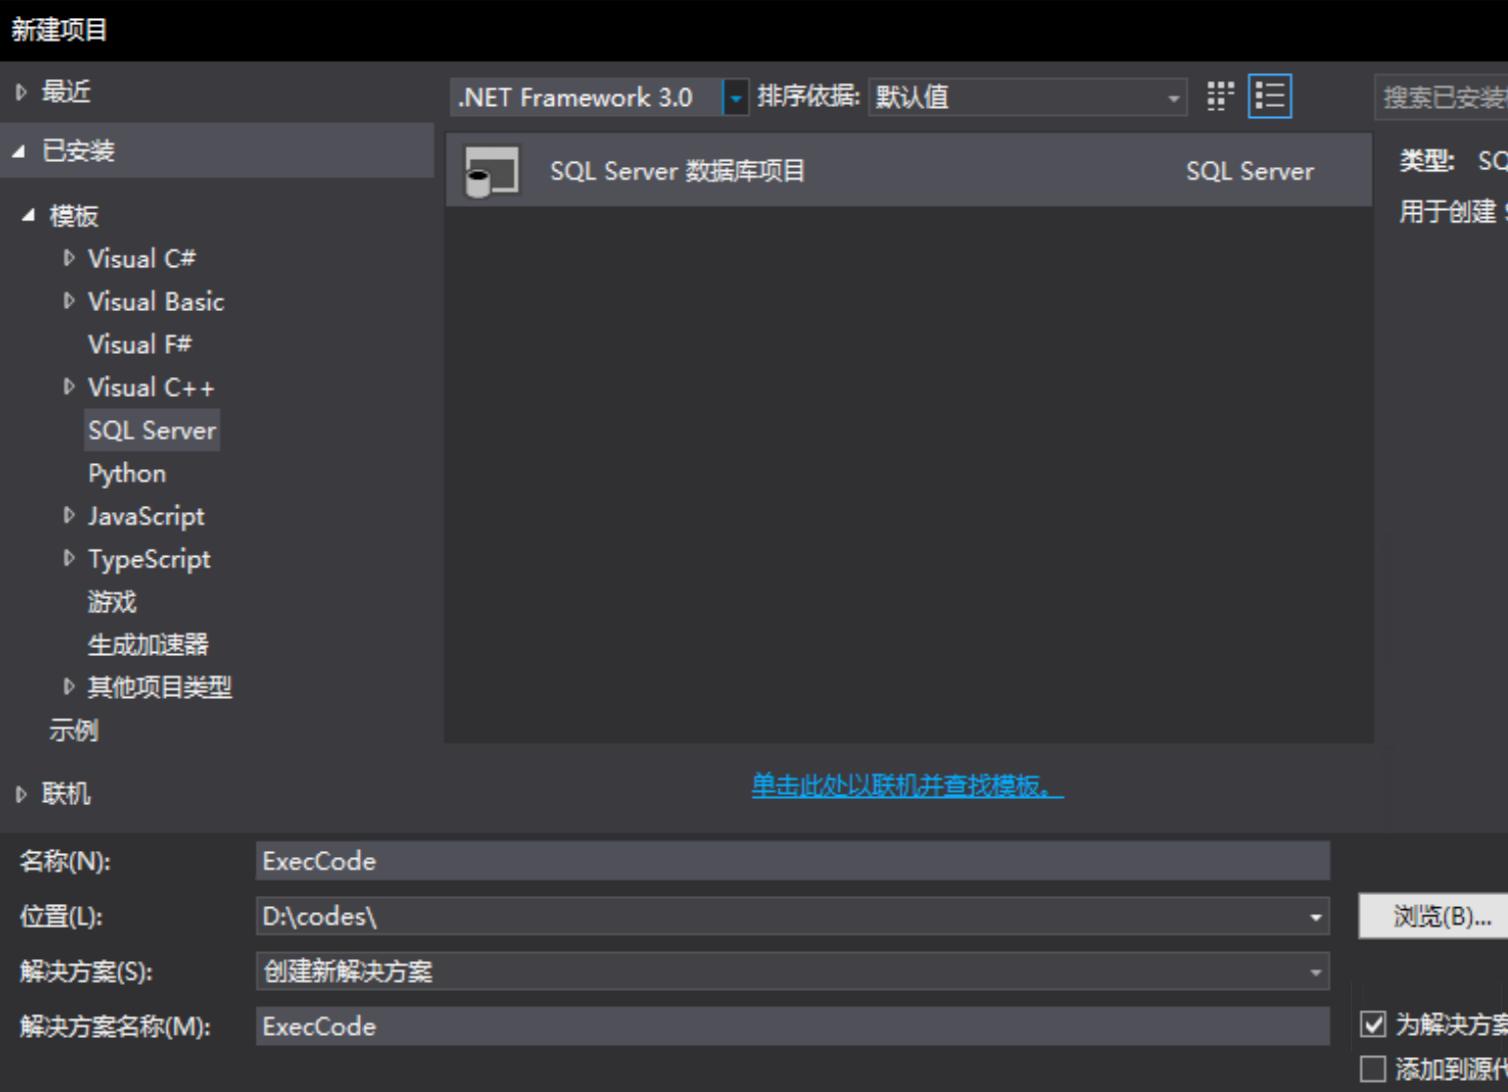 新建项目
最近
.NET Framework 3.0
排序依据:
默认值
搜索已安装
已安装
SQL Server 数据库项目
SQL Server
类型:
用于创建
模板
Visual C#
Visual Basic
Visual F#
Visual C++
SQL Server
Python
JavaScript
TypeScript
游戏
生成加速器
其他项目类型
示例
单击此处以联机并查找模板。
联机
名称(N):
ExecCode
位置(L):
D:\codes\
浏览(B)...
解决方案(S):
创建新解决方案
解决方案名称(M):
ExecCode
为解决方案
添加到源代